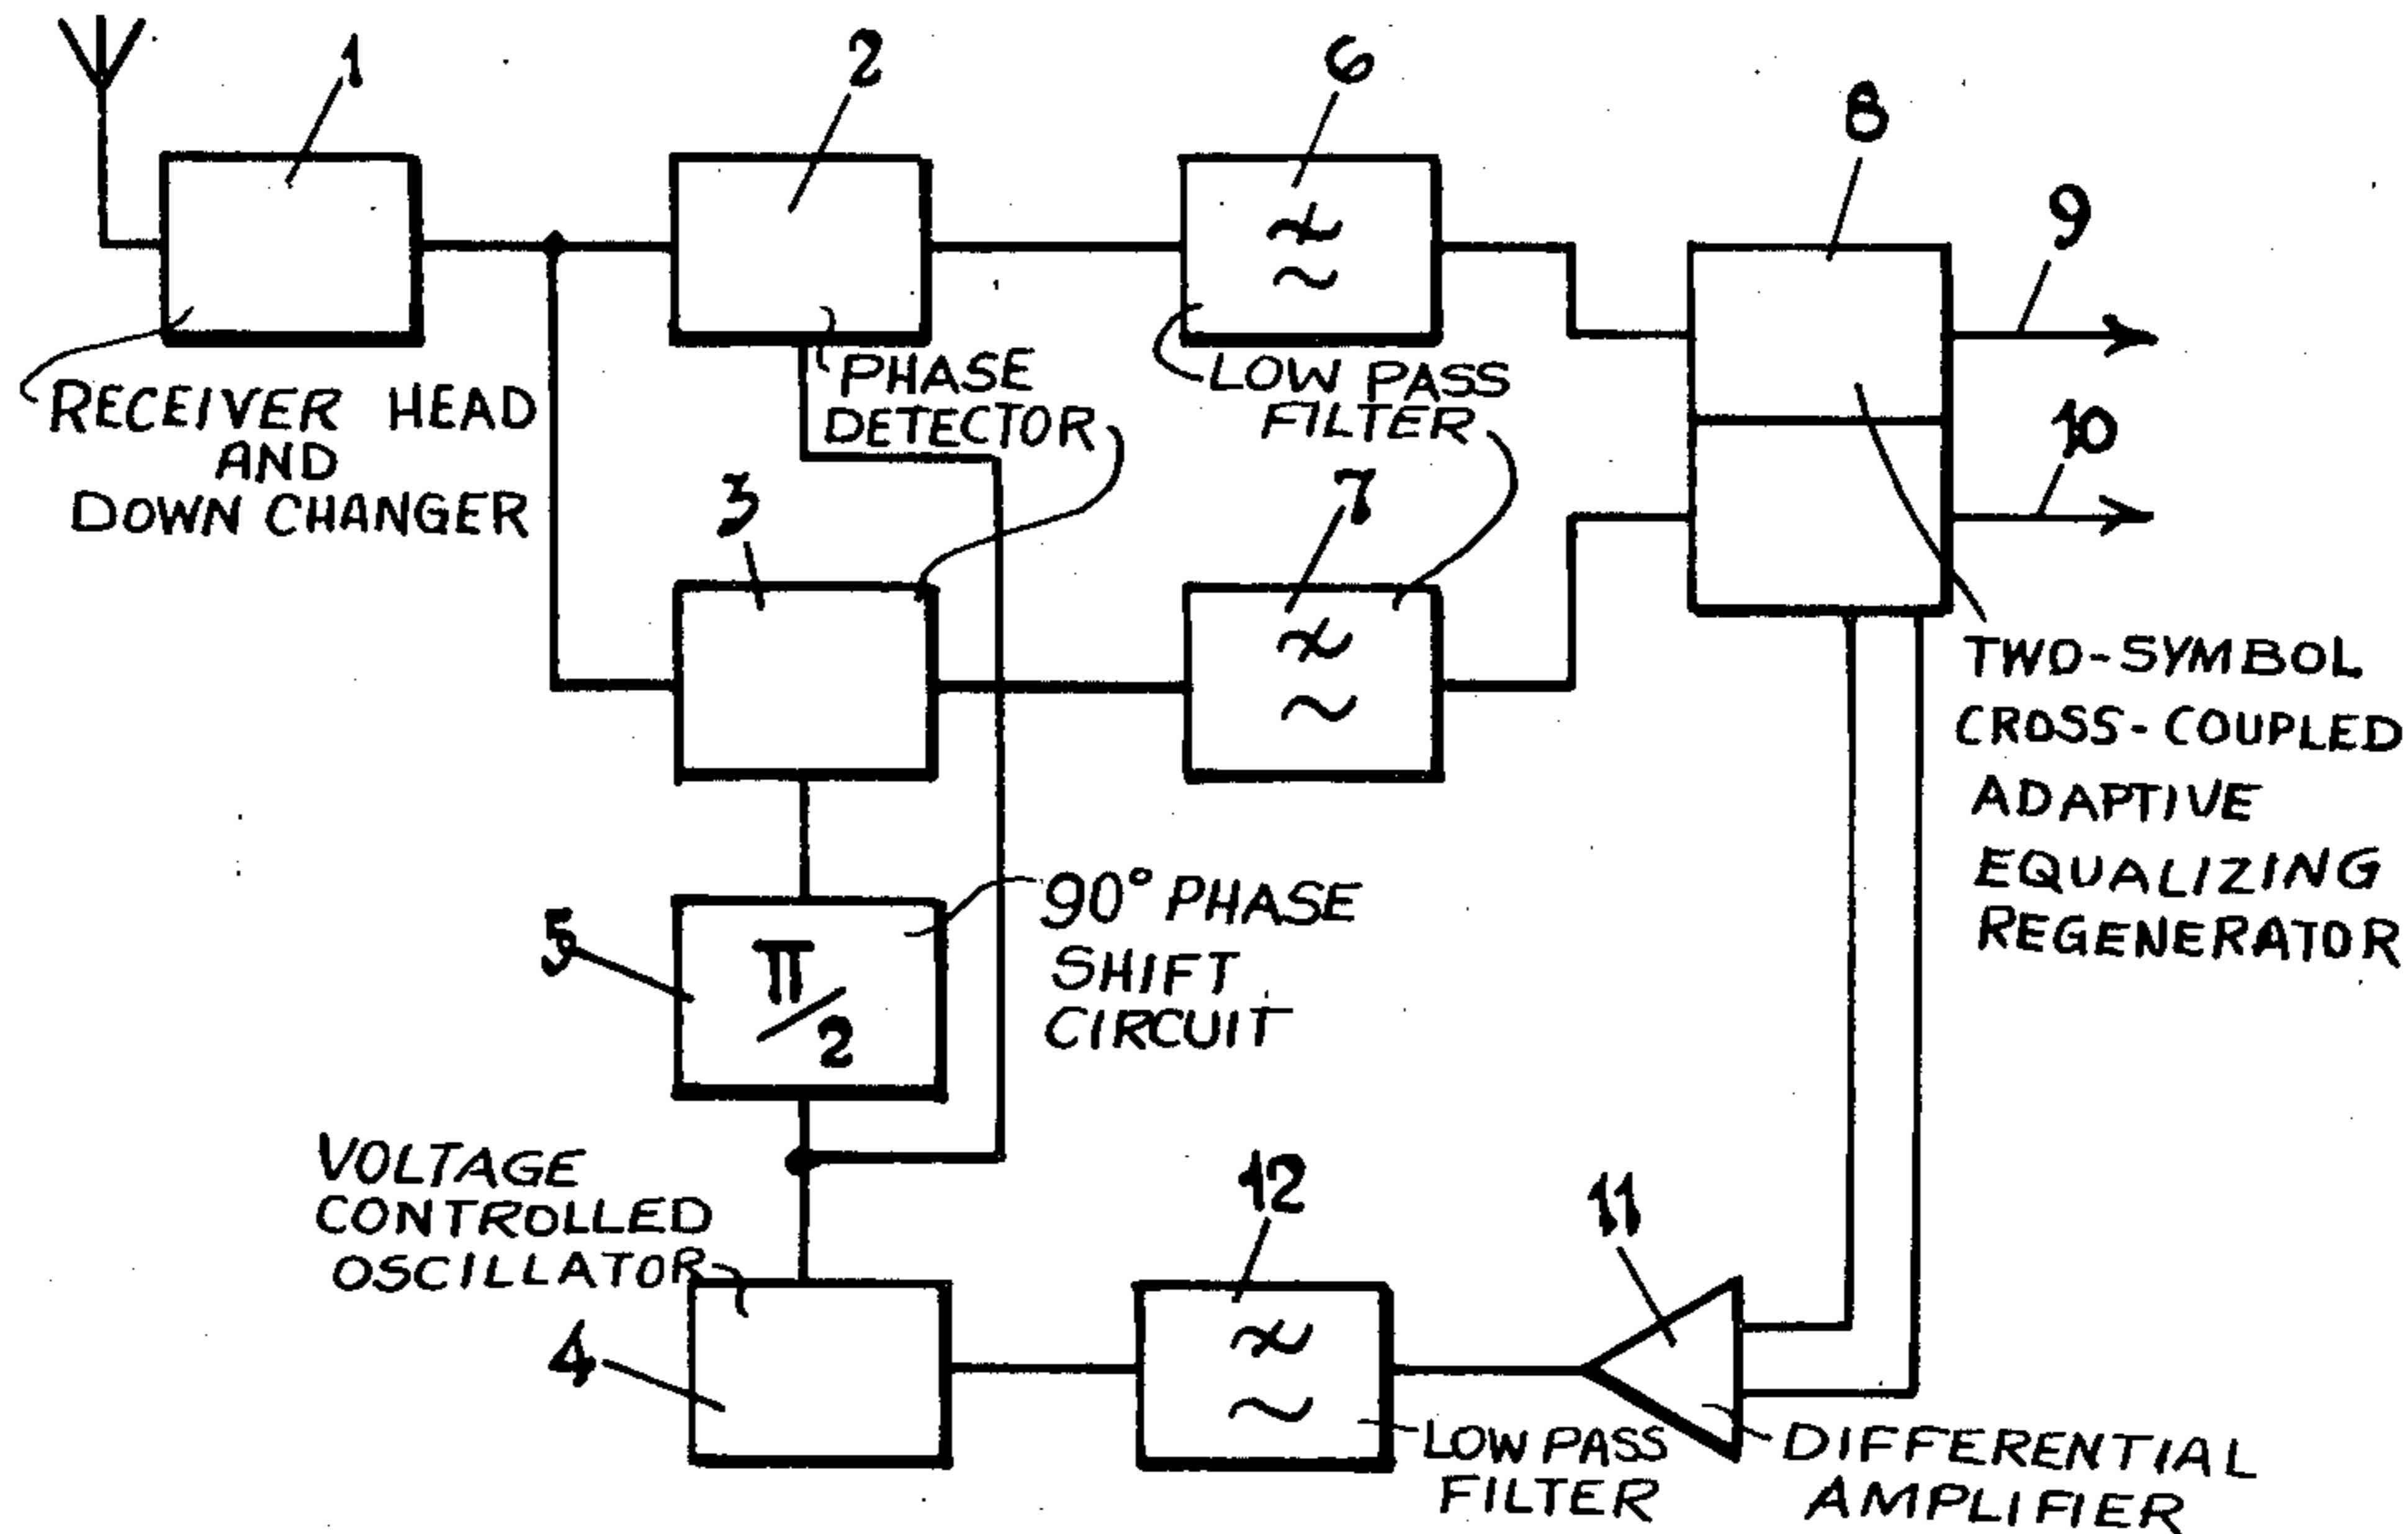 1
2
6
8
9
10
RECEIVER HEAD
AND
DOWN CHANGER
PHASE
DETECTOR
LOW PASS
FILTER
3
7
TWO-SYMBOL
CROSS-COUPLED
ADAPTIVE
EQUALIZING
REGENERATOR
5
π/2
90° PHASE
SHIFT
CIRCUIT
VOLTAGE
CONTROLLED
OSCILLATOR
4
12
11
LOW PASS
FILTER
DIFFERENTIAL
AMPLIFIER